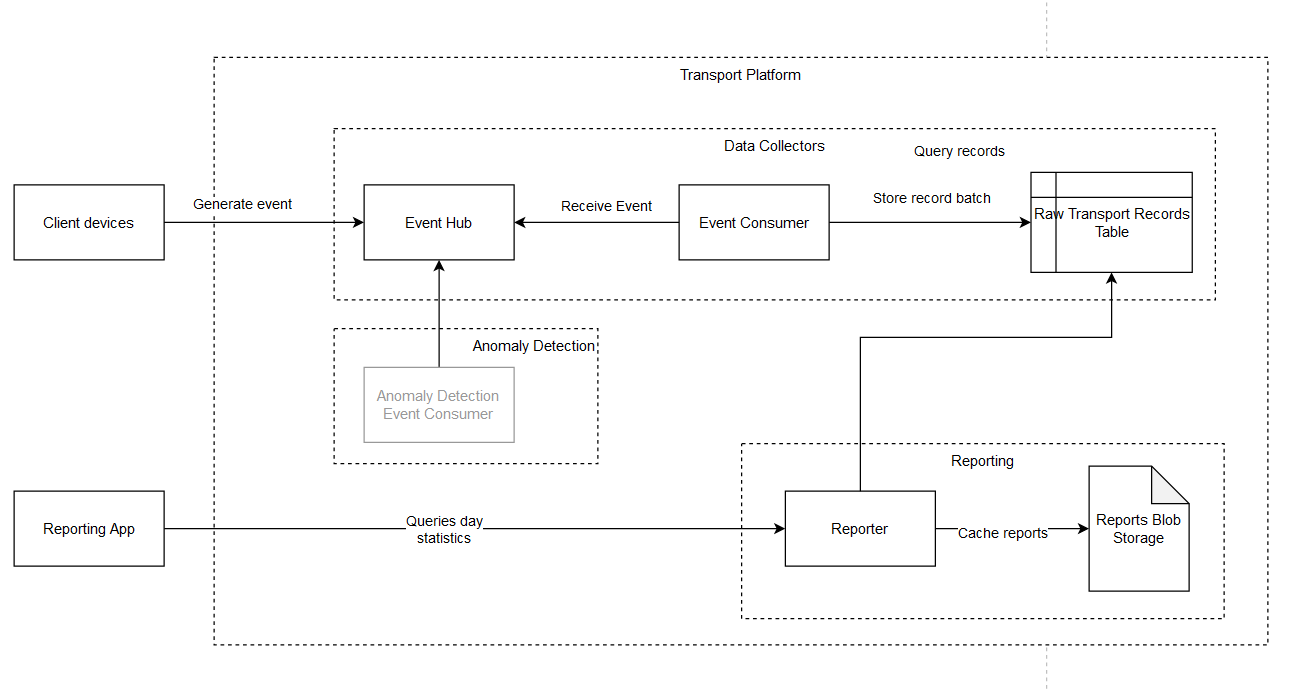 Transport Platform
Data Collectors
Query records
Client devices
Generate event
Event Hub
Receive Event
Event Consumer
Store record batch
Raw Transport Records
Table
Anomaly Detection
Anomaly Detection
Event Consumer
Reporting
Reporting App
Queries day
statistics
Reporter
Cache reports
Reports Blob
Storage